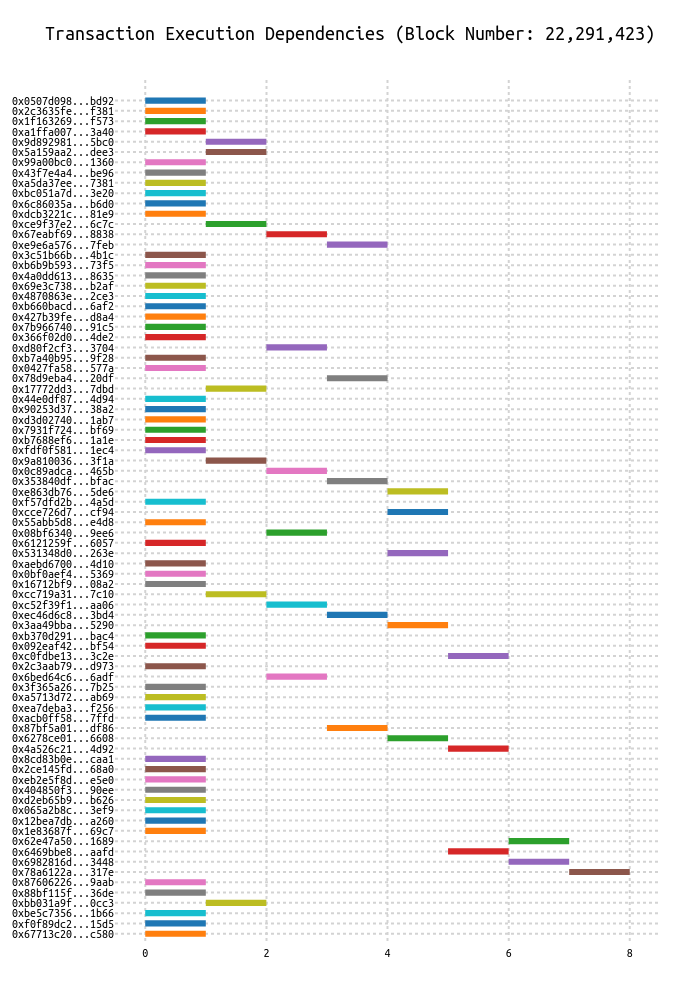 Transaction Execution Dependencies (Block Number: 22,291,423)
0x0507d098...bd92
0x2c3635fe...f381
0x1f163269...f573
0xa1ffa007...3a40
0x9d892981...5bc0
0x5a159aa2...dee3
0x99a00bc0...1360
0x43f7e4a4...be96
0xa5da37ee...7381
0xbc051a7d...3e20
0x6c86035a...b6d0
0xdcb3221c...81e9
0xce9f37e2...6c7c
0x67eabf69...8838
0xe9e6a576...7feb
0x3c51b66b...4b1c
0xb6b9b593...73f5
0x4a0dd613...8635
0x69e3c738...b2af
0x4870863e...2ce3
0xb660bacd...6af2
0x427b39fe...d8a4
0x7b966740...91c5
0x366f02d0...4de2
0xd80f2cf3...3704
0xb7a40b95...9f28
0x0427fa58...577a
0x78d9eba4...20df
0x17772dd3...7dbd
0x44e0df87...4d94
0x90253d37...38a2
0xd3d02740...1ab7
0x7931f724...bf69
0xb7688ef6...1a1e
0xfdf0f581...1ec4
0x9a810036...3f1a
0x0c89adca...465b
0x353840df...bfac
0xe863db76...5de6
0xf57dfd2b...4a5d
0xcce726d7...cf94
0x55abb5d8...e4d8
0x08bf6340...9ee6
0x6121259f...6057
0x531348d0...263e
0xaebd6700...4d10
0x0bf0aef4...5369
0x16712bf9...08a2
0xcc719a31...7c10
0xc52f39f1...aa06
0xec46d6c8...3bd4
0x3aa49bba...5290
0xb370d291...bac4
0x092eaf42...bf54
0xc0fdbe13...3c2e
0x2c3aab79...d973
0x6bed64c6...6adf
0x3f365a26...7b25
0xa5713d72...ab69
0xea7deba3...f256
0xacb0ff58...7ffd
0x87bf5a01...df86
0x6278ce01...6608
0x4a526c21...4d92
0x8cd83b0e...caa1
0x2ce145fd...68a0
0xeb2e5f8d...e5e0
0x404850f3...90ee
0xd2eb65b9...b626
0x065a2b8c...3ef9
0x12bea7db...a260
0x1e83687f...69c7
0x62e47a50...1689
0x6469bbe8...aafd
0x6982816d...3448
0x78a6122a...317e
0x87606226...9aab
0x88bf115f...36de
0xbb031a9f...0cc3
0xbe5c7356...1b66
0xf0f89dc2...15d5
0x67713c20...c580
0 2 4 6 8